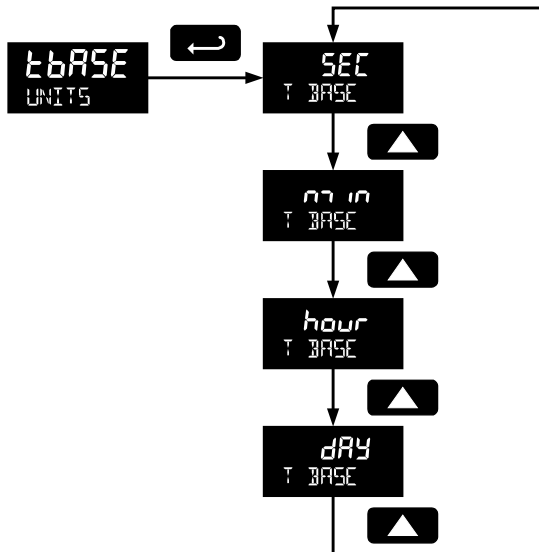 tbASE
UNITS
SEC
T BASE
min
T BASE
hour
T BASE
dAy
T BASE